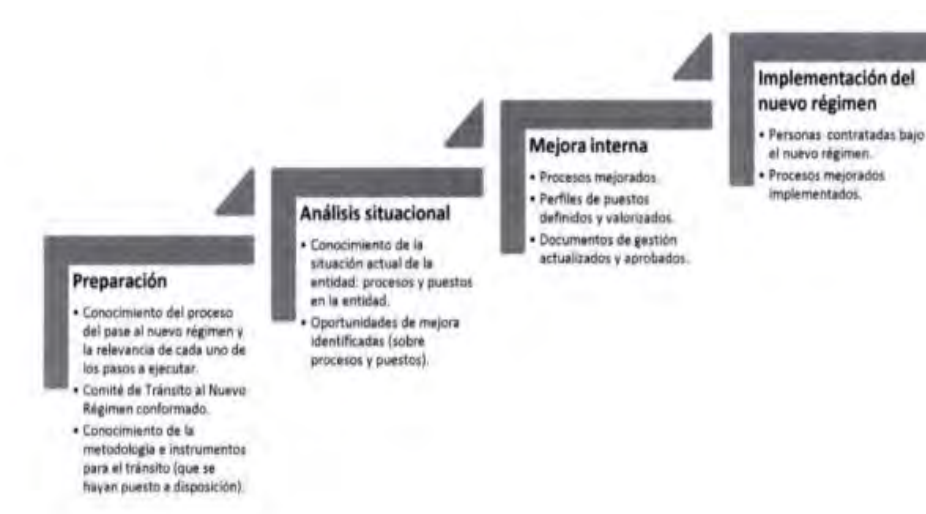 Preparación
• Conocimiento del proceso
del pase al nuevo régimen y
la relevancia de cada uno de
los pasos a ejecutar.
• Comité de Tránsito al Nuevo
Régimen conformado.
• Conocimiento de la
metodología e instrumentos
para el tránsito (que se
hayan puesto a disposición).
Análisis situacional
• Conocimiento de la
situación actual de la
entidad: procesos y puestos
en la entidad.
• Oportunidades de mejora
identificadas (sobre
procesos y puestos).
Mejora interna
• Procesos mejorados.
• Perfiles de puestos
definidos y valorizados.
• Documentos de gestión
actualizados y aprobados.
Implementación del
nuevo régimen
• Personas contratadas bajo
el nuevo régimen.
• Procesos mejorados
implementados.